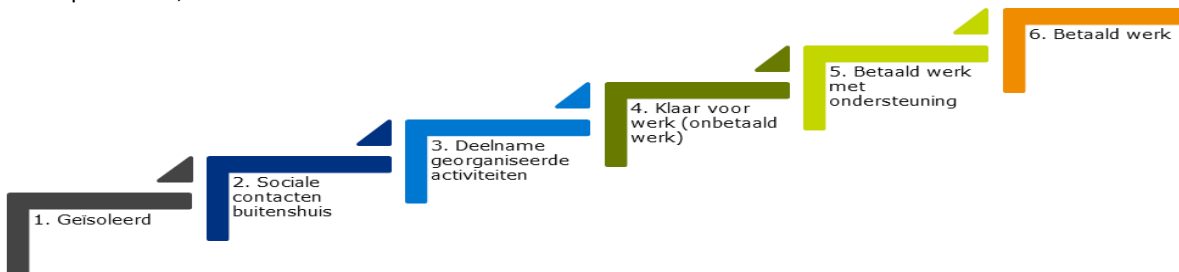 1. Geïsoleerd
2. Sociale
contacten
buitenshuis
3. Deelname
georganiseerde
activiteiten
4. Klaar voor
werk (onbetaald
werk)
5. Betaald werk
met
ondersteuning
6. Betaald werk